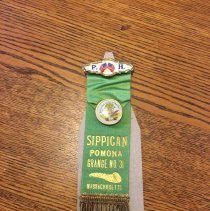 P. H.
SIPPICAN
POMONA
GRANGE NO. 31
MASSACHUSETTS